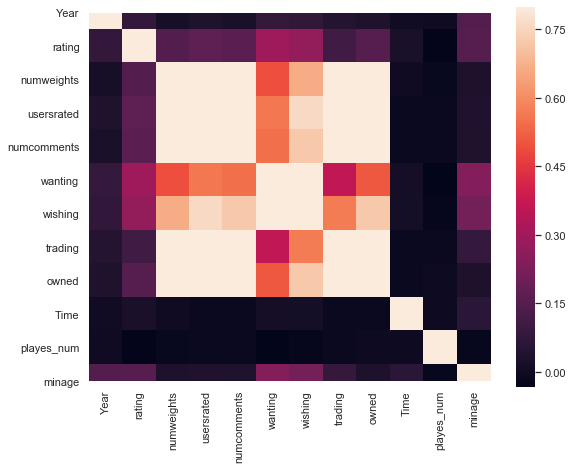 Year
rating
numweights
usersrated
numcomments
wanting
wishing
trading
owned
Time
playes_num
minage
Year
rating
numweights
usersrated
numcomments
wanting
wishing
trading
owned
Time
playes_num
minage
0.75
0.60
0.45
0.30
0.15
0.00